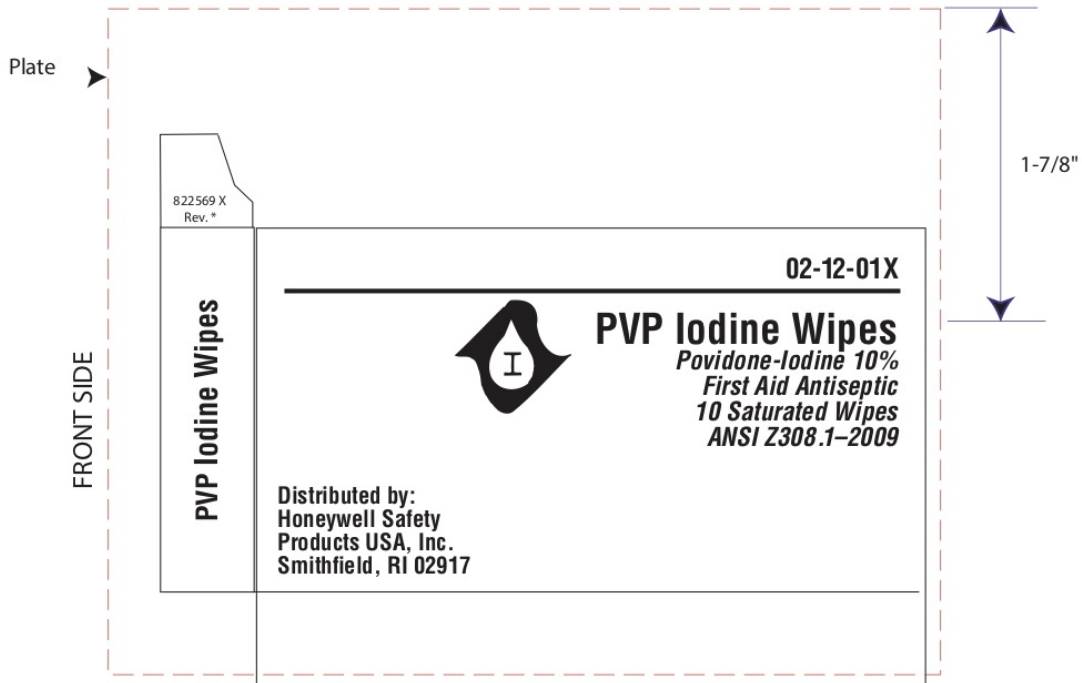 Plate
1-7/8"
822569 X
Rev. *
FRONT SIDE
PVP Iodine Wipes
02-12-01X
I
PVP Iodine Wipes
Povidone-Iodine 10%
First Aid Antiseptic
10 Saturated Wipes
ANSI Z308.1–2009
Distributed by:
Honeywell Safety
Products USA, Inc.
Smithfield, RI 02917